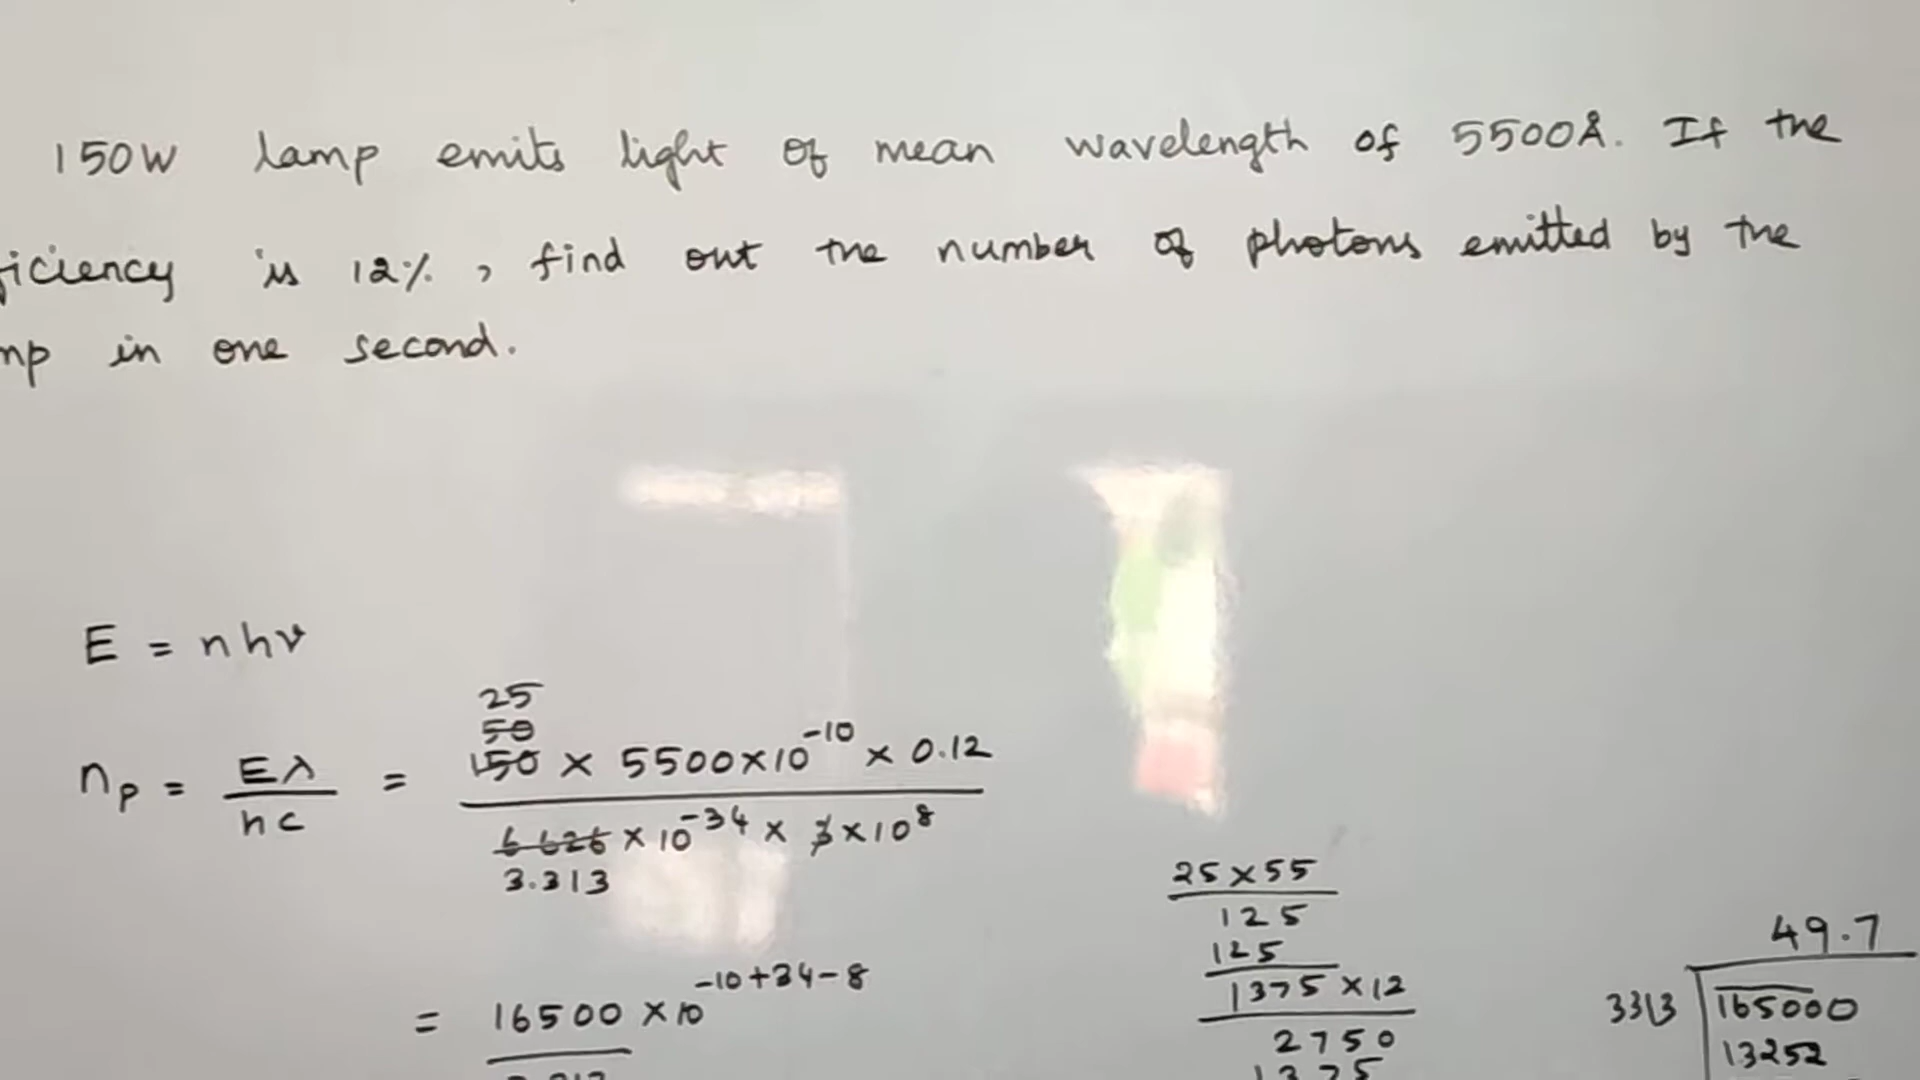 150W lamp emits light of mean wavelength of 5500Å. If the
iciency is 12%, find out the number of photons emitted by the
mp in one second.
E = nhν
25
50
np = Eλ/hc = 150 × 5500×10^-10 × 0.12
6.626 × 10^-34 × 3×10^8
3.313
= 16500 × 10^-10+34-8
25×55
125
125
1375 × 12
2750
1375
49.7
3313 165000
13252